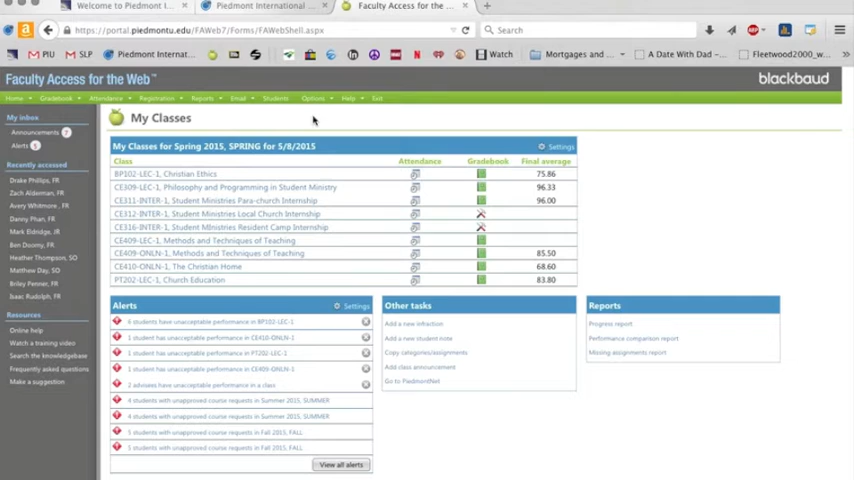 Welcome to Piedmont I...
Piedmont International ...
Faculty Access for the ...
https://portal.piedmontu.edu/FAWeb7/Forms/FAWebShell.aspx
Search
ABP
PIU
SLP
Piedmont Internat...
Watch
Mortgages and ...
A Date With Dad –...
Fleetwood2000_w...
Faculty Access for the Web™
blackbaud
Home Gradebook Attendance Registration Reports Email Students Options Help Exit
My inbox
Announcements 7
Alerts
Recently accessed
Drake Phillips, FR
Zach Alderman, FR
Avery Whitmore , FR
Danny Phan, FR
Mark Eldridge, JR
Ben Doomy, SR
Heather Thompson, SO
Matthew Day, SO
Briley Penner, FR
Isaac Rudolph, FR
Resources
Online help
Watch a training video
Search the knowledgebase
Frequently asked questions
Make a suggestion
My Classes
My Classes for Spring 2015, SPRING for 5/8/2015
Settings
Class Attendance Gradebook Final average
BP102-LEC-1, Christian Ethics 75.86
CE309-LEC-1, Philosophy and Programming in Student Ministry 96.33
CE311-INTER-1, Student Ministries Para-church Internship 96.00
CE312-INTER-1, Student Ministries Local Church Internship
CE316-INTER-1, Student MInistries Resident Camp Internship
CE409-LEC-1, Methods and Techniques of Teaching
CE409-ONLN-1, Methods and Techniques of Teaching 85.50
CE410-ONLN-1, The Christian Home 68.60
PT202-LEC-1, Church Education 83.80
Alerts
Settings
6 students have unacceptable performance in BP102-LEC-1
1 student has unacceptable performance in CE410-ONLN-1
1 student has unacceptable performance in PT202-LEC-1
1 student has unacceptable performance in CE409-ONLN-1
2 advisees have unacceptable performance in a class
4 students with unapproved course requests in Summer 2015, SUMMER
4 students with unapproved course requests in Summer 2015, SUMMER
5 students with unapproved course requests in Fall 2015, FALL
5 students with unapproved course requests in Fall 2015, FALL
View all alerts
Other tasks
Add a new infraction
Add a new student note
Copy categories/assignments
Add class announcement
Go to PiedmontNet
Reports
Progress report
Performance comparison report
Missing assignments report